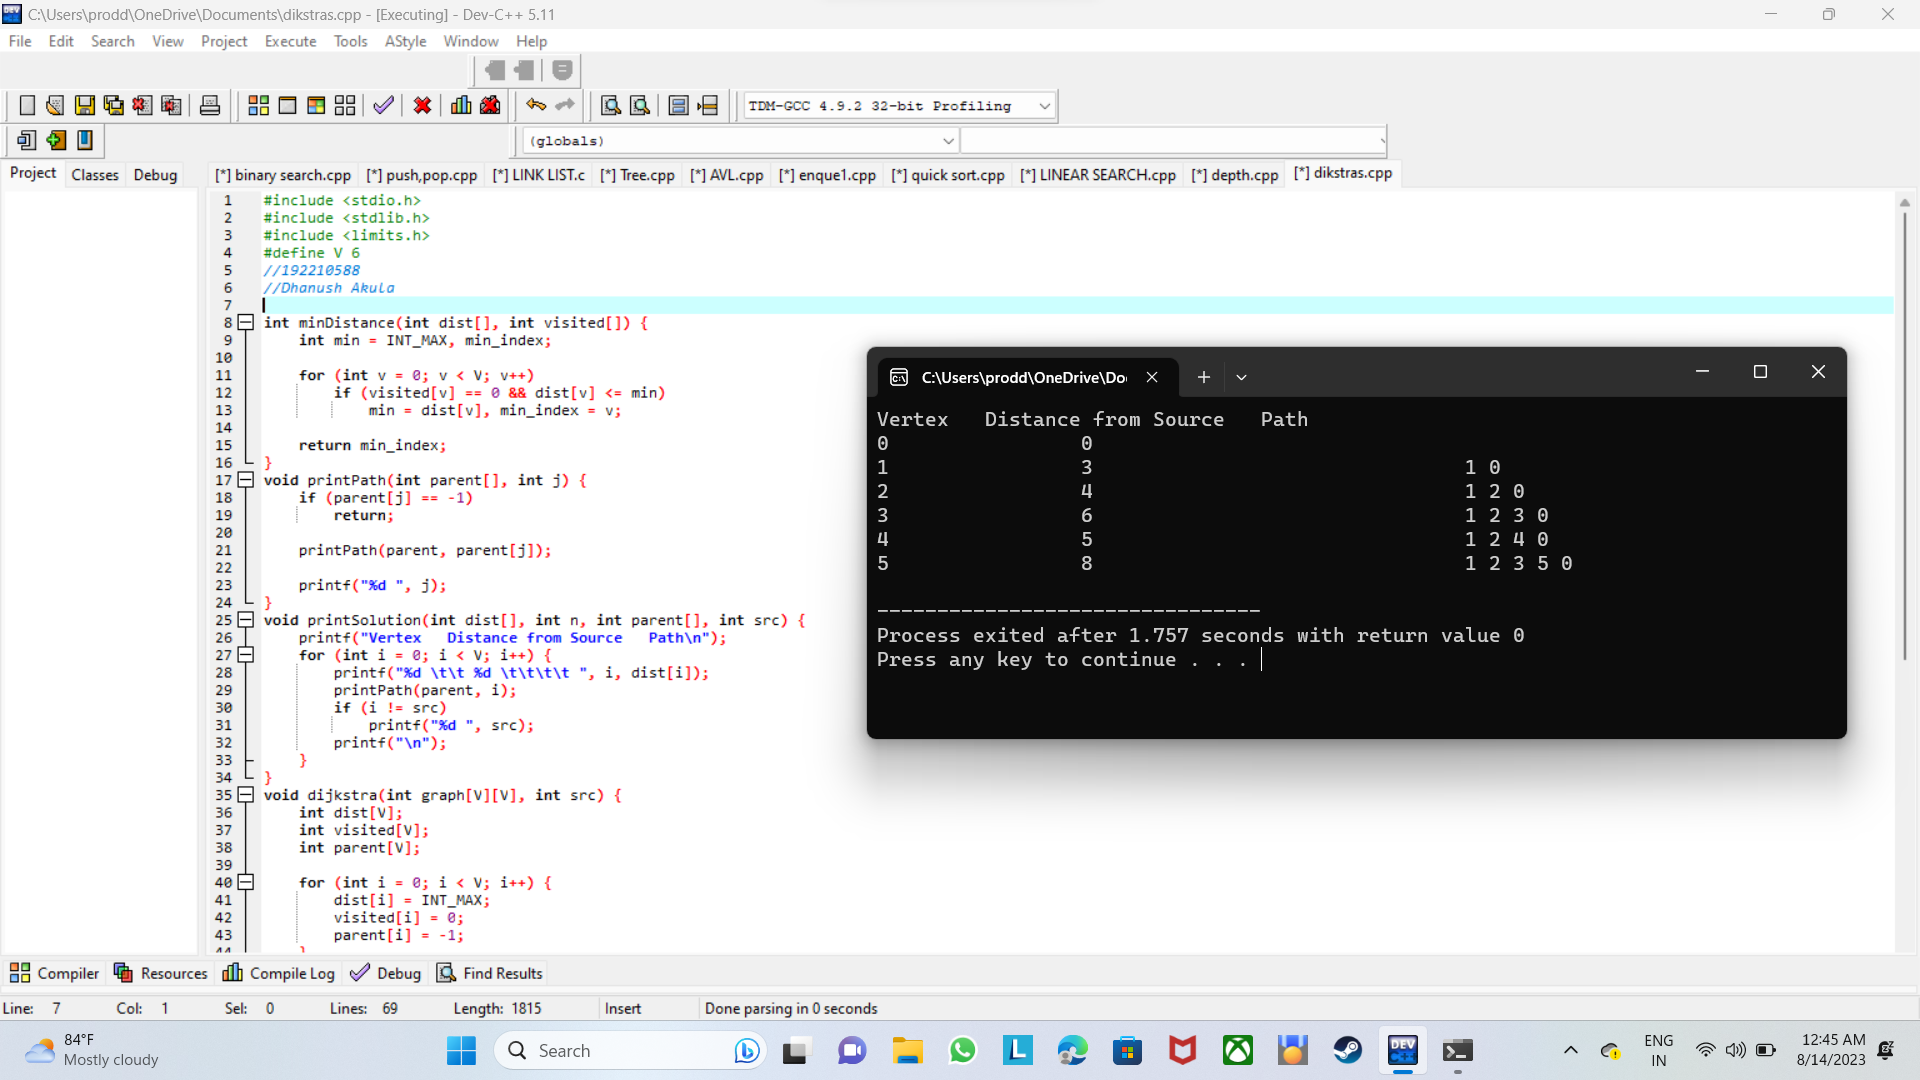 C:\Users\prodd\OneDrive\Documents\dikstras.cpp - [Executing] - Dev-C++ 5.11
File Edit Search View Project Execute Tools AStyle Window Help
TDM-GCC 4.9.2 32-bit Profiling
(globals)
Project Classes Debug
[*] binary search.cpp [*] push,pop.cpp [*] LINK LIST.c [*] Tree.cpp [*] AVL.cpp [*] enque1.cpp [*] quick sort.cpp [*] LINEAR SEARCH.cpp [*] depth.cpp [*] dikstras.cpp
1 #include <stdio.h>
2 #include <stdlib.h>
3 #include <limits.h>
4 #define V 6
5 //192210588
6 //Dhanush Akula
7
8 int minDistance(int dist[], int visited[]) {
9 int min = INT_MAX, min_index;
10
11 for (int v = 0; v < V; v++)
12 if (visited[v] == 0 && dist[v] <= min)
13 min = dist[v], min_index = v;
14
15 return min_index;
16 }
17 void printPath(int parent[], int j) {
18 if (parent[j] == -1)
19 return;
20
21 printPath(parent, parent[j]);
22
23 printf("%d ", j);
24 }
25 void printSolution(int dist[], int n, int parent[], int src) {
26 printf("Vertex   Distance from Source   Path\n");
27 for (int i = 0; i < V; i++) {
28 printf("%d \t\t %d \t\t\t\t ", i, dist[i]);
29 printPath(parent, i);
30 if (i != src)
31 printf("%d ", src);
32 printf("\n");
33 }
34 }
35 void dijkstra(int graph[V][V], int src) {
36 int dist[V];
37 int visited[V];
38 int parent[V];
39
40 for (int i = 0; i < V; i++) {
41 dist[i] = INT_MAX;
42 visited[i] = 0;
43 parent[i] = -1;
44 }
C:\Users\prodd\OneDrive\Do
Vertex   Distance from Source   Path
0 0
1 3 1 0
2 4 1 2 0
3 6 1 2 3 0
4 5 1 2 4 0
5 8 1 2 3 5 0
--------------------------------
Process exited after 1.757 seconds with return value 0
Press any key to continue . . .
Compiler Resources Compile Log Debug Find Results
Line: 7 Col: 1 Sel: 0 Lines: 69 Length: 1815 Insert Done parsing in 0 seconds
84°F
Mostly cloudy
Search
L
DEV
C++
ENG
IN
12:45 AM
8/14/2023